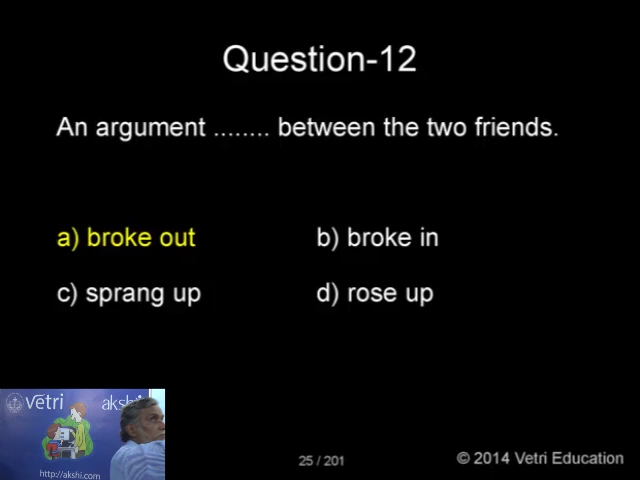 Question-12
An argument ........ between the two friends.
a) broke out
b) broke in
c) sprang up
d) rose up
vētri
akshi
http://akshi.com
25 / 201
© 2014 Vetri Education